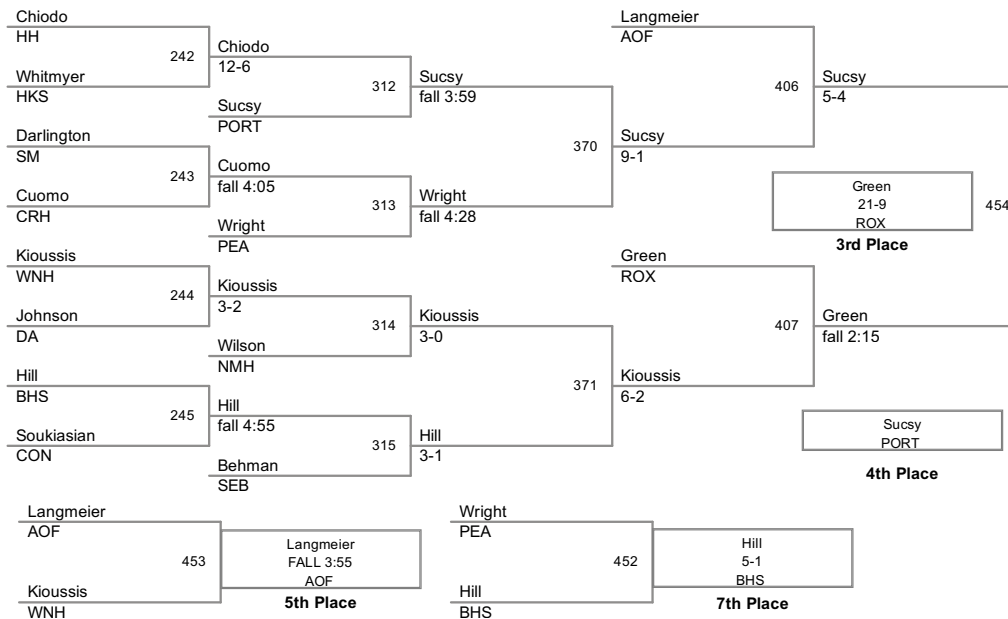 Chiodo
HH
242
Whitmyer
HKS
Chiodo
12-6
312
Sucsy
PORT
Darlington
SM
243
Cuomo
CRH
Cuomo
fall 4:05
313
Wright
PEA
Kioussis
WNH
244
Johnson
DA
Kioussis
3-2
314
Wilson
NMH
Hill
BHS
245
Soukiasian
CON
Hill
fall 4:55
315
Behman
SEB
Sucsy
fall 3:59
370
Wright
fall 4:28
Kioussis
3-0
371
Hill
3-1
Langmeier
AOF
406
Sucsy
9-1
Sucsy
5-4
Green
21-9
ROX
454
3rd Place
Green
ROX
407
Kioussis
6-2
Green
fall 2:15
Sucsy
PORT
4th Place
Langmeier
AOF
453
Kioussis
WNH
Langmeier
FALL 3:55
AOF
5th Place
Wright
PEA
452
Hill
BHS
Hill
5-1
BHS
7th Place